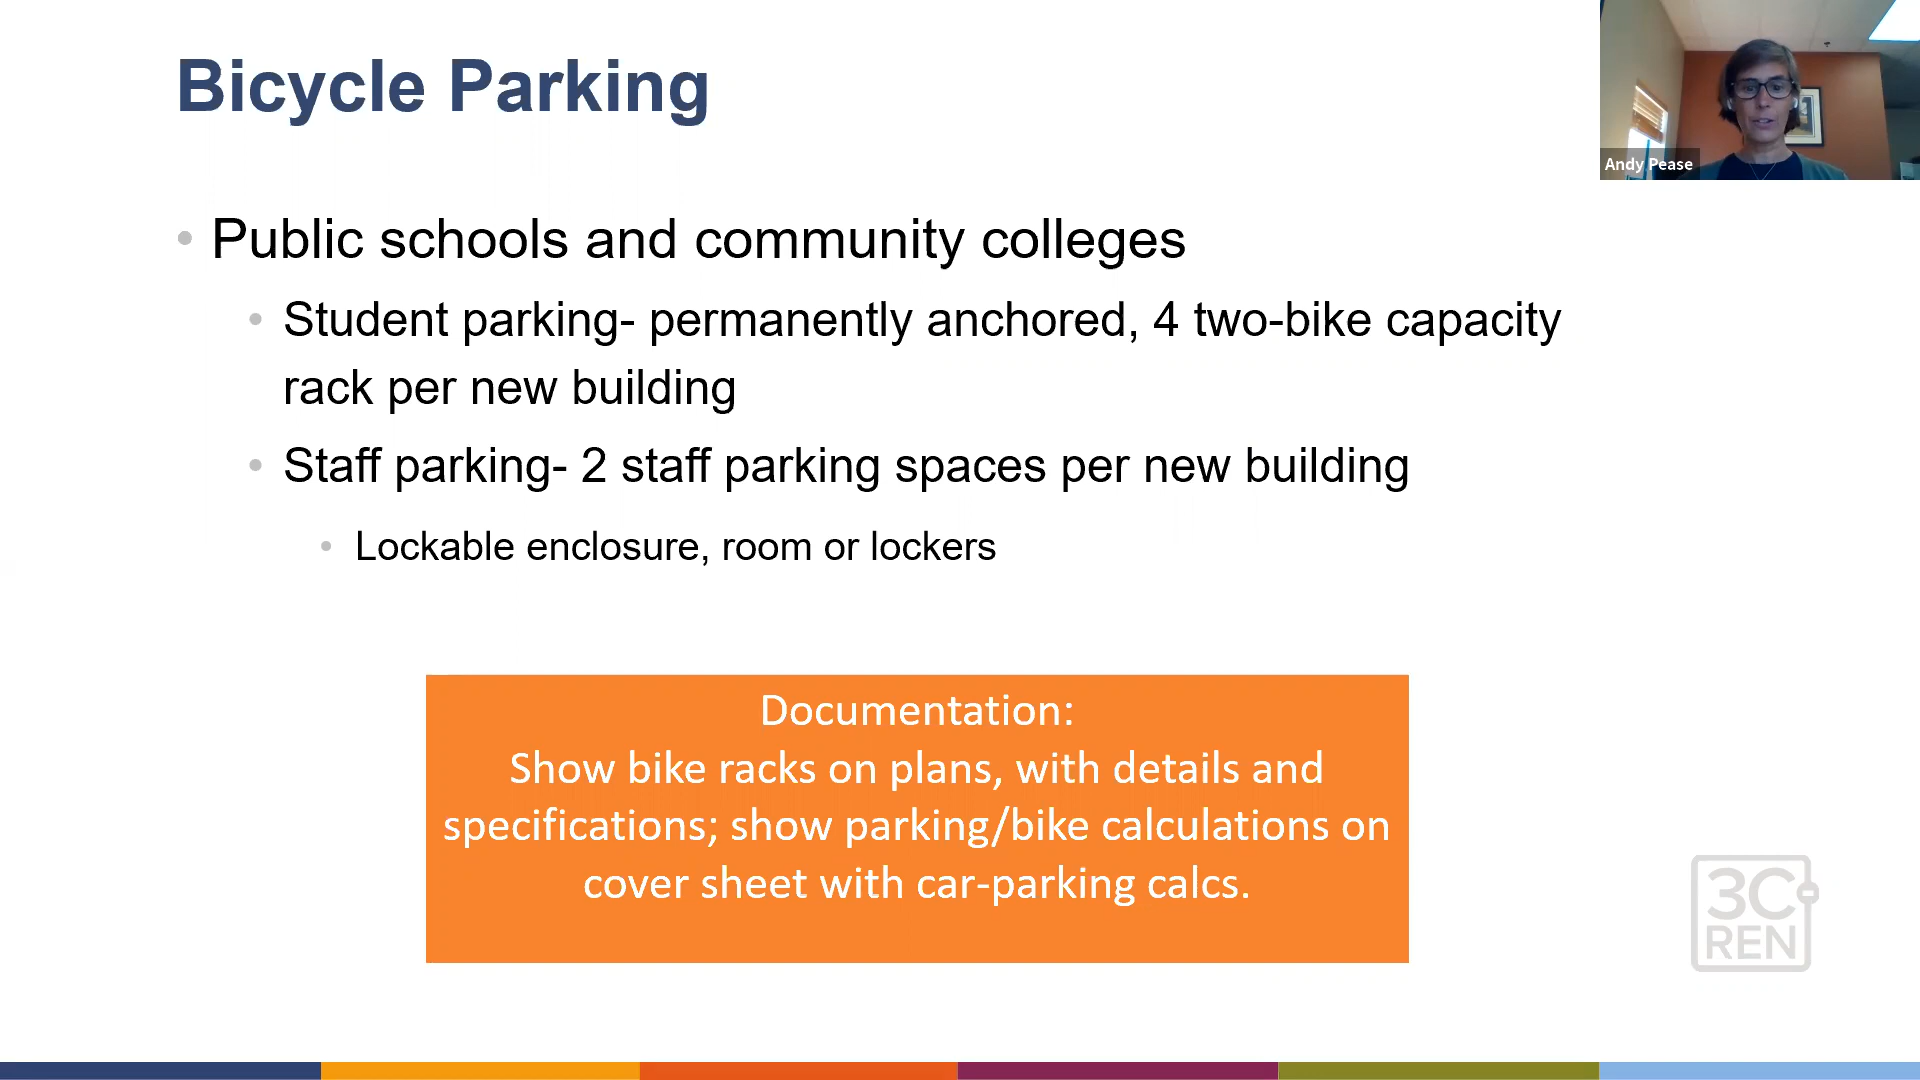 Bicycle Parking
Andy Pease
• Public schools and community colleges
• Student parking- permanently anchored, 4 two-bike capacity
rack per new building
• Staff parking- 2 staff parking spaces per new building
• Lockable enclosure, room or lockers
Documentation:
Show bike racks on plans, with details and
specifications; show parking/bike calculations on
cover sheet with car-parking calcs.
3C
REN